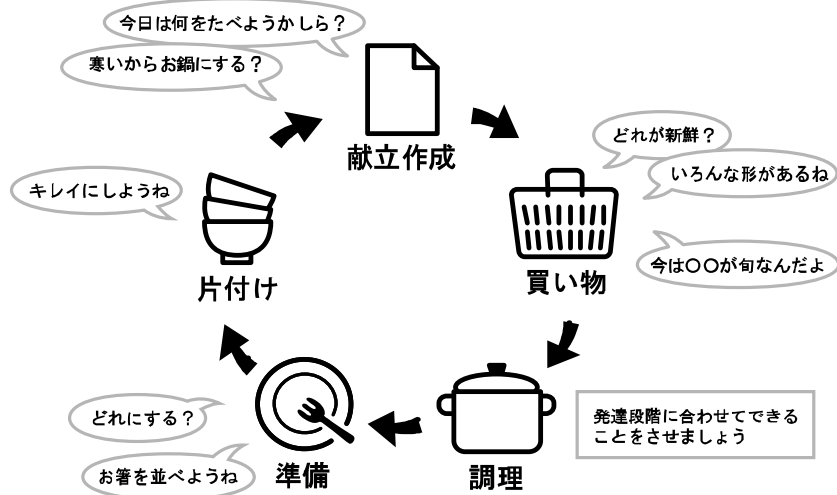 今日は何をたべようかしら?
寒いからお鍋にする?
献立作成
どれが新鮮?
いろんな形があるね
今は〇〇が旬なんだよ
買い物
発達段階に合わせてできる
ことをさせましょう
調理
どれにする?
お箸を並べようね
準備
キレイにしようね
片付け